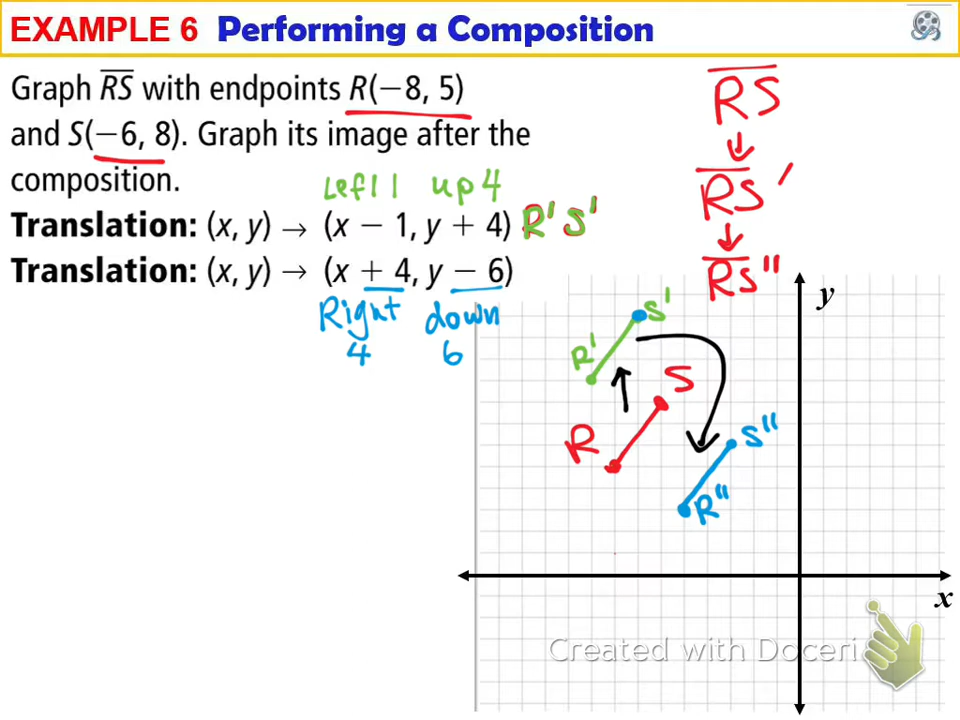 EXAMPLE 6 Performing a Composition
Graph RS with endpoints R(−8, 5)
and S(−6, 8). Graph its image after the
composition.
Left 1 up 4
Translation: (x, y) → (x − 1, y + 4) R' S'
Translation: (x, y) → (x + 4, y − 6)
Right down
4 6
RS
↓
RS'
↓
RS"
y
S'
R'
S
R
S"
R"
x
Created with Doceri